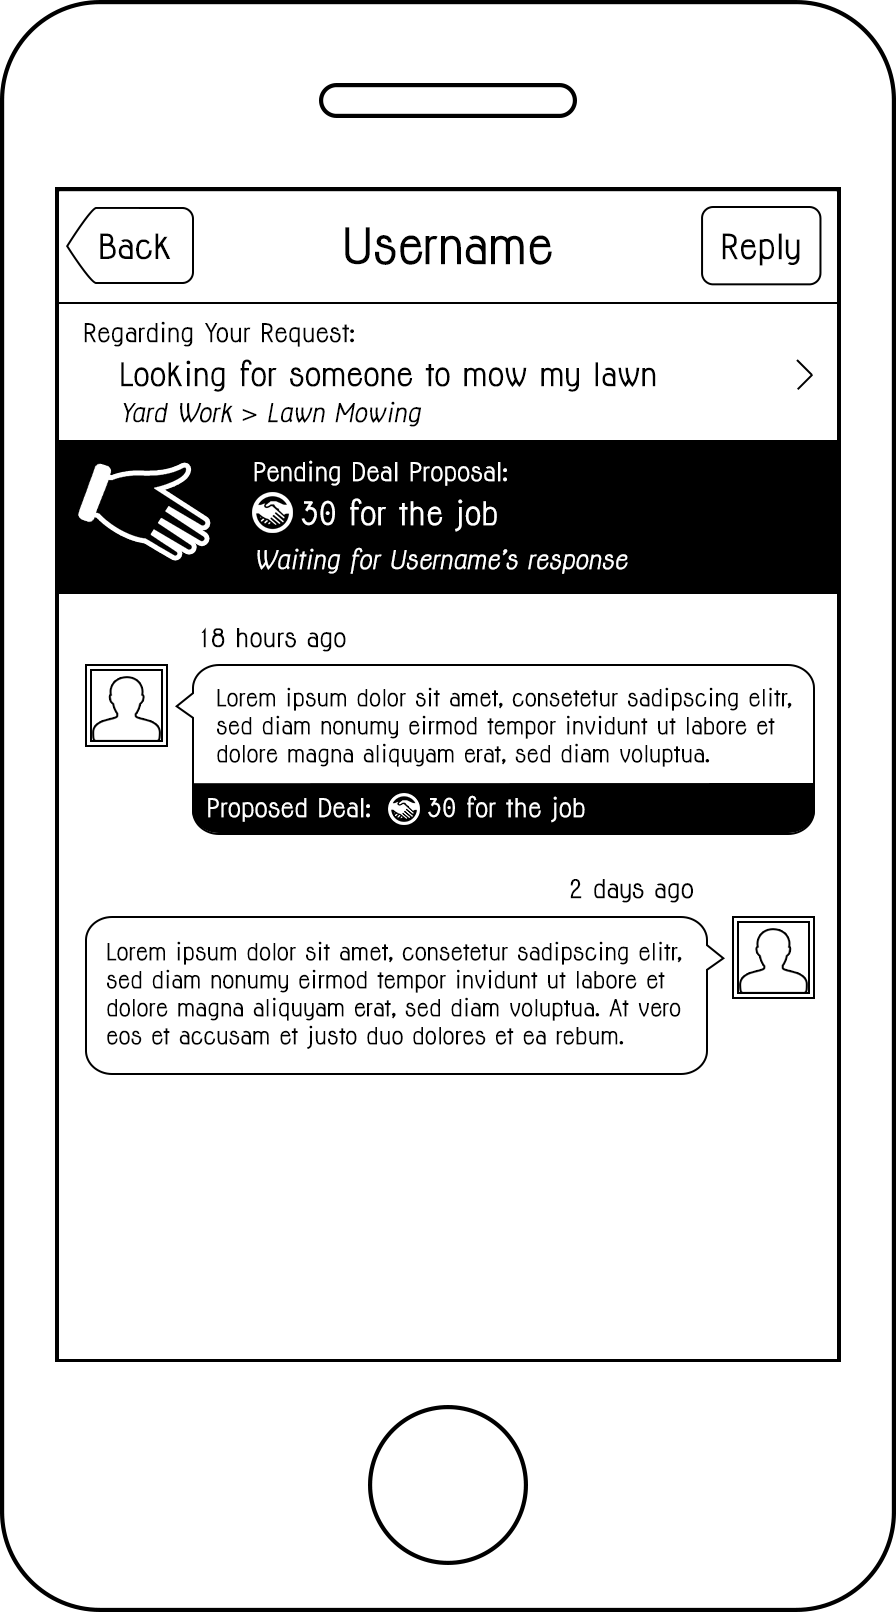 Back
Username
Reply
Regarding Your Request:
Looking for someone to mow my lawn
Yard Work > Lawn Mowing
Pending Deal Proposal:
30 for the job
Waiting for Username's response
18 hours ago
Lorem ipsum dolor sit amet, consetetur sadipscing elitr,
sed diam nonumy eirmod tempor invidunt ut labore et
dolore magna aliquyam erat, sed diam voluptua.
Proposed Deal: 30 for the job
2 days ago
Lorem ipsum dolor sit amet, consetetur sadipscing elitr,
sed diam nonumy eirmod tempor invidunt ut labore et
dolore magna aliquyam erat, sed diam voluptua. At vero
eos et accusam et justo duo dolores et ea rebum.